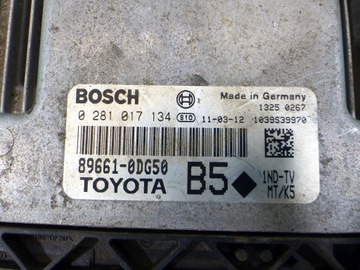 BOSCH Made in Germany
1325 0267
0 281 017 134 S10 11-03-12 1039S39970
89661-0DG50
TOYOTA B5 1ND-TV
MT/K5